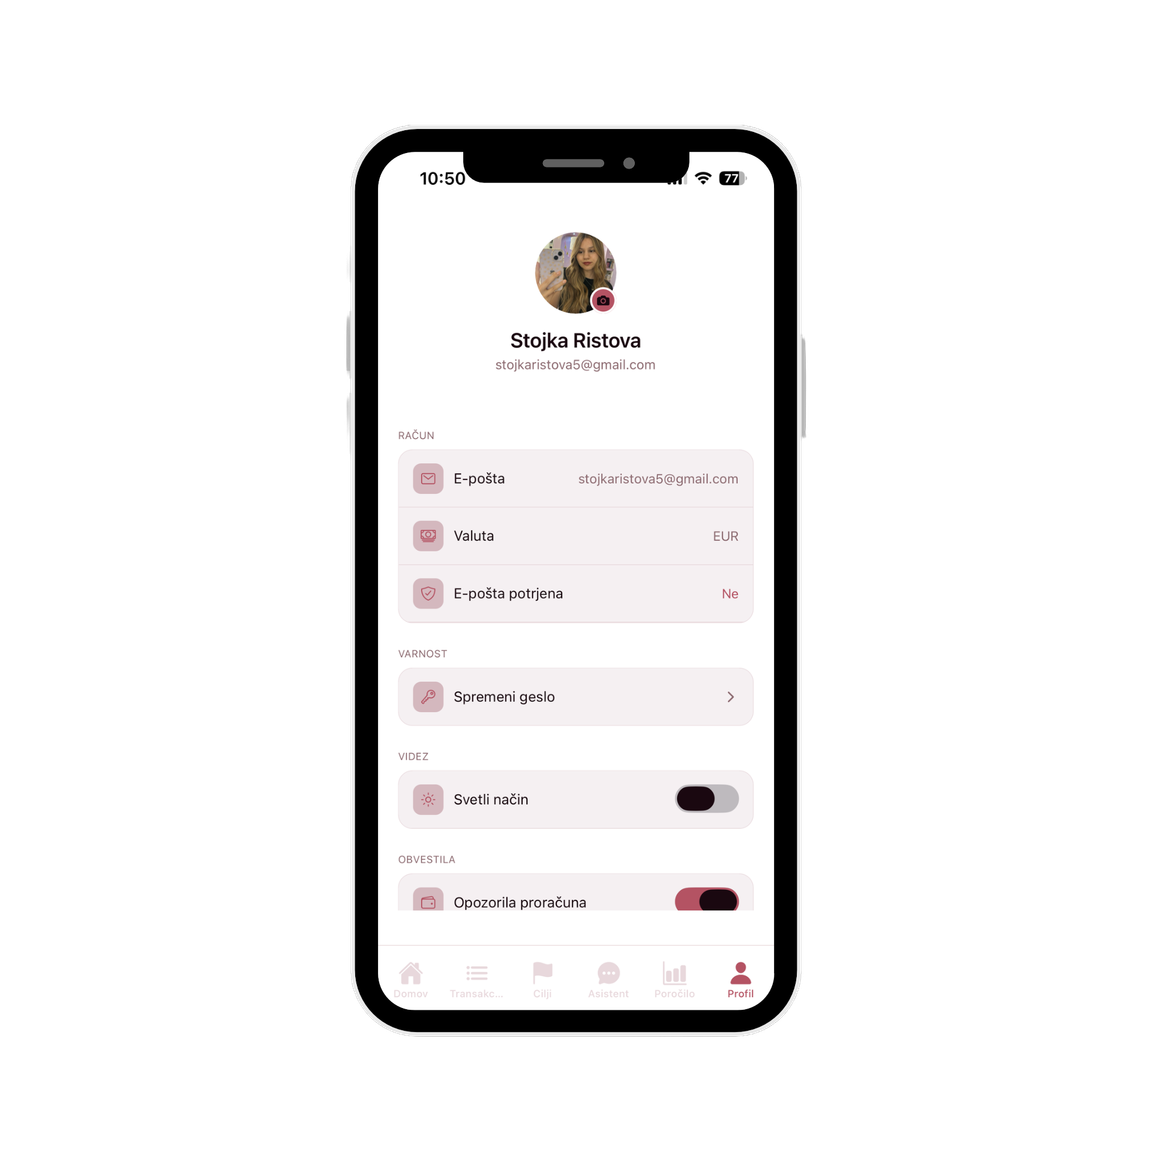 10:50
77
Stojka Ristova
stojkaristova5@gmail.com
RAČUN
E-pošta stojkaristova5@gmail.com
Valuta EUR
E-pošta potrjena Ne
VARNOST
Spremeni geslo
VIDEZ
Svetli način
OBVESTILA
Opozorila proračuna
Domov Transakc... Cilji Asistent Poročilo Profil